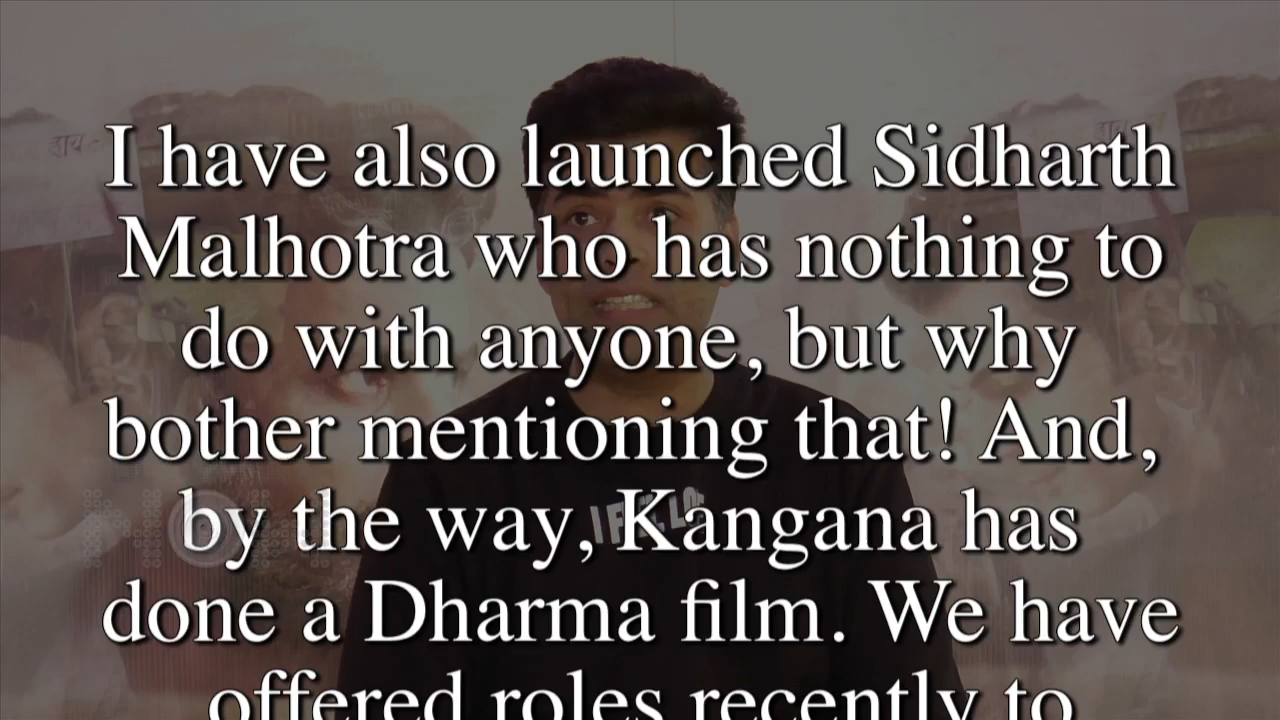 I have also launched Sidharth
Malhotra who has nothing to
do with anyone, but why
bother mentioning that! And,
by the way, Kangana has
done a Dharma film. We have
offered roles recently to